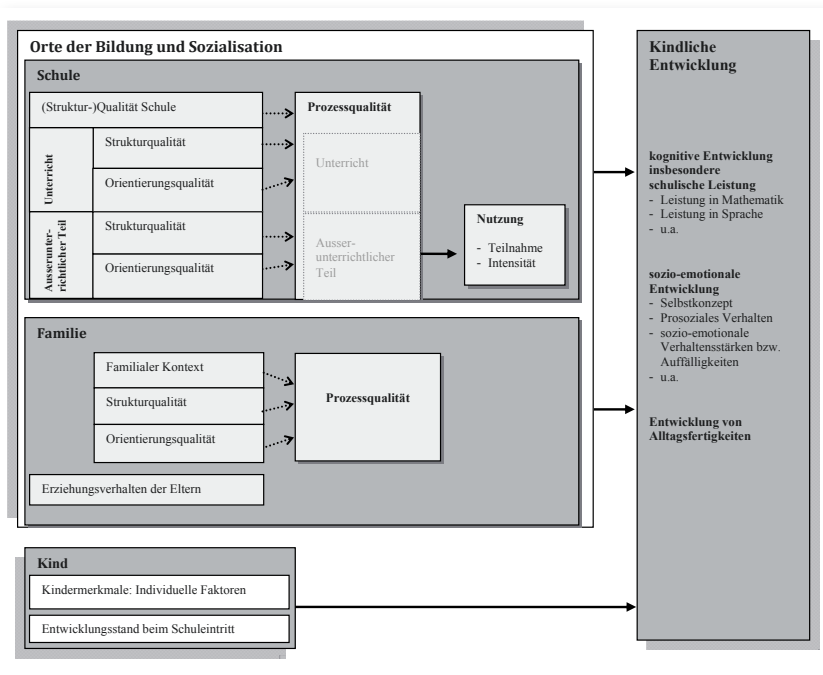 Orte der Bildung und Sozialisation
Schule
(Struktur-)Qualität Schule
Unterricht
Strukturqualität
Orientierungsqualität
Ausserunter-
richtlicher Teil
Strukturqualität
Orientierungsqualität
Prozessqualität
Unterricht
Ausser-
unterrichtlicher
Teil
Nutzung
- Teilnahme
- Intensität
Familie
Familialer Kontext
Strukturqualität
Orientierungsqualität
Prozessqualität
Erziehungsverhalten der Eltern
Kind
Kindermerkmale: Individuelle Faktoren
Entwicklungsstand beim Schuleintritt
Kindliche
Entwicklung
kognitive Entwicklung
insbesondere
schulische Leistung
- Leistung in Mathematik
- Leistung in Sprache
- u.a.
sozio-emotionale
Entwicklung
- Selbstkonzept
- Prosoziales Verhalten
- sozio-emotionale
Verhaltensstärken bzw.
Auffälligkeiten
- u.a.
Entwicklung von
Alltagsfertigkeiten